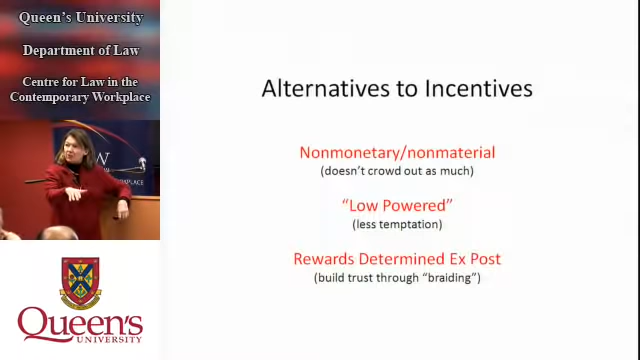 Queen's University
Department of Law
Centre for Law in the
Contemporary Workplace
W
MPLACE
Queen's
UNIVERSITY
Alternatives to Incentives
Nonmonetary/nonmaterial
(doesn't crowd out as much)
“Low Powered”
(less temptation)
Rewards Determined Ex Post
(build trust through “braiding”)